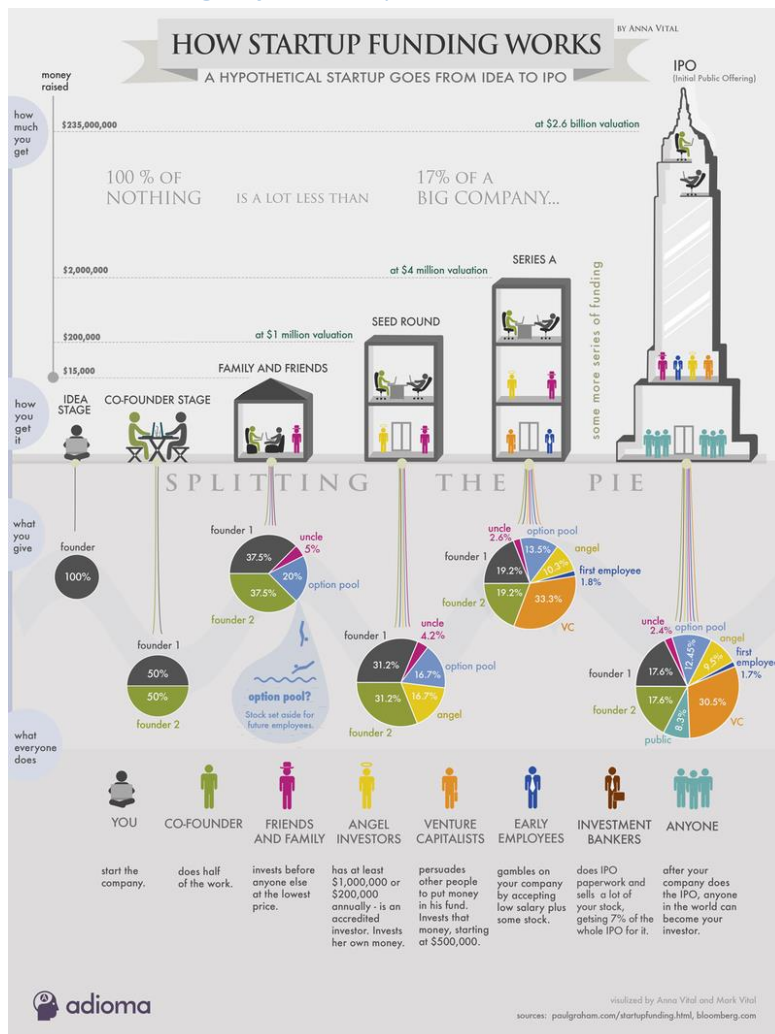 HOW STARTUP FUNDING WORKS
BY ANNA VITAL
A HYPOTHETICAL STARTUP GOES FROM IDEA TO IPO
money
raised
IPO
(Initial Public Offering)
how
much
you
get
$235,000,000
at $2.6 billion valuation
100 % OF
NOTHING
IS A LOT LESS THAN
17% OF A
BIG COMPANY...
$2,000,000
at $4 million valuation
SERIES A
some more series of funding
SEED ROUND
$200,000
at $1 million valuation
$15,000
FAMILY AND FRIENDS
how
you
get
it
IDEA
STAGE
CO-FOUNDER STAGE
SPLITTING THE PIE
what
you
give
founder
100%
founder 1
50%
50%
founder 2
founder 1
37.5%
uncle
5%
20%
option pool
37.5%
founder 2
option pool?
Stock set aside for
future employees.
founder 1
31.2%
uncle
4.2%
option pool
16.7%
31.2%
16.7%
angel
founder 2
uncle
2.6%
option pool
13.5%
angel
10.3%
founder 1
19.2%
first employee
1.8%
founder 2
19.2%
33.3%
VC
uncle
2.4%
option pool
12.45%
angel
9.5%
first
employe
1.7%
founder 1
17.6%
founder 2
17.6%
30.5%
VC
8.3%
public
what
everyone
does
YOU
start the
company.
CO-FOUNDER
does half
of the work.
FRIENDS
AND FAMILY
invests before
anyone else
at the lowest
price.
ANGEL
INVESTORS
has at least
$1,000,000 or
$200,000
annually - is an
accredited
investor. Invests
her own money.
VENTURE
CAPITALISTS
persuades
other people
to put money
in his fund.
Invests that
money, starting
at $500,000.
EARLY
EMPLOYEES
gambles on
your company
by accepting
low salary plus
some stock.
INVESTMENT
BANKERS
does IPO
paperwork and
sells a lot of
your stock,
getsing 7% of the
whole IPO for it.
ANYONE
after your
company does
the IPO, anyone
in the world can
become your
investor.
adioma
visulized by Anna Vital and Mark Vital
sources: paulgraham.com/startupfunding.html, bloomberg.com